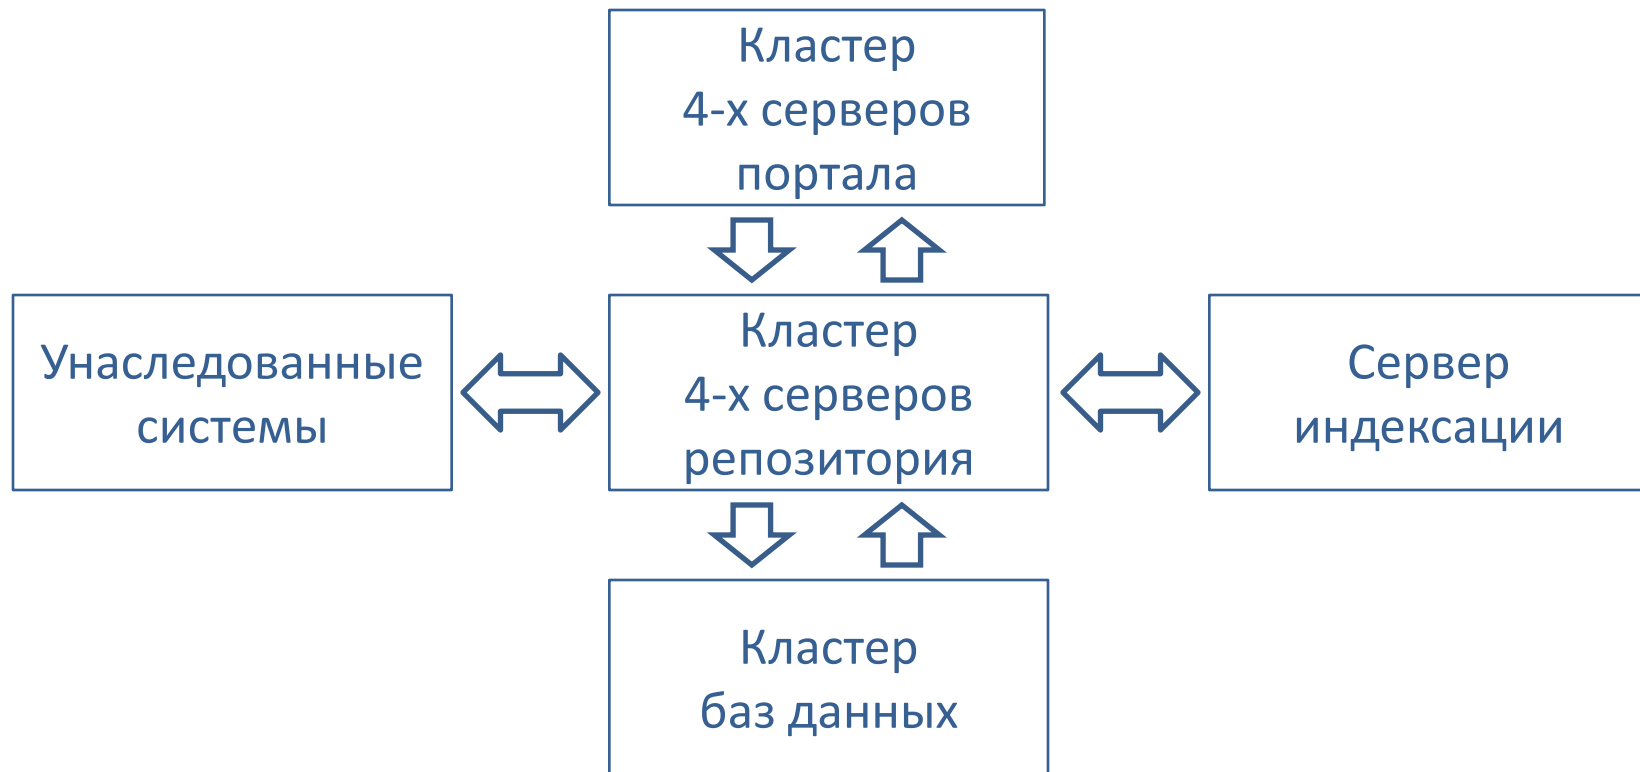 Кластер
4-х серверов
портала
Унаследованные
системы
Кластер
4-х серверов
репозитория
Сервер
индексации
Кластер
баз данных